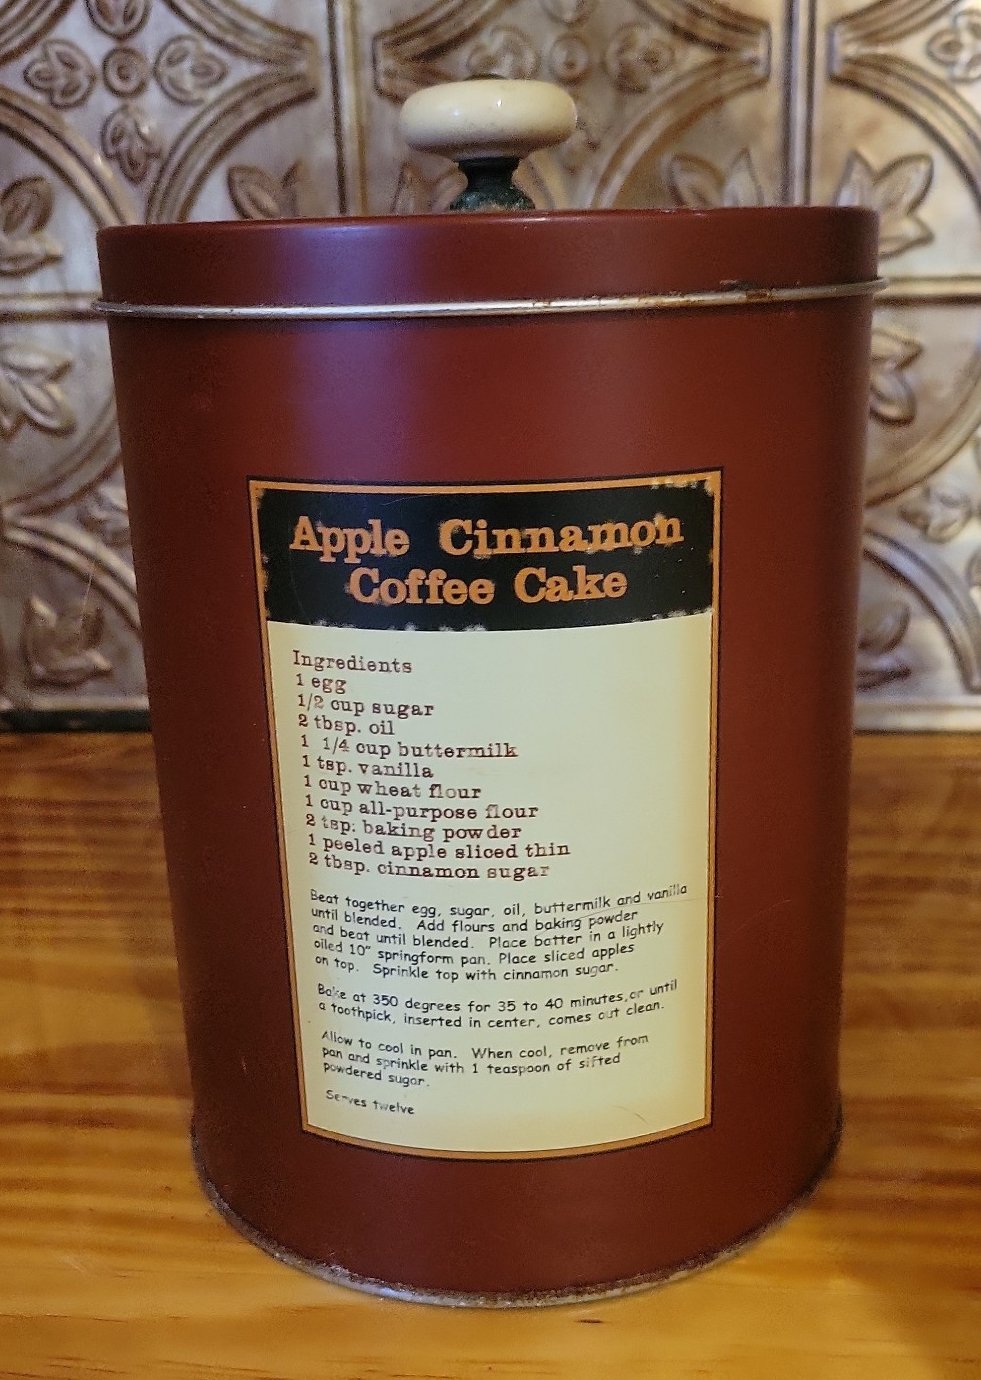 Apple Cinnamon
Coffee Cake
Ingredients
1 egg
1/2 cup sugar
2 tbsp. oil
1 1/4 cup buttermilk
1 tsp. vanilla
1 cup wheat flour
1 cup all-purpose flour
2 tsp. baking powder
1 peeled apple sliced thin
2 tbsp. cinnamon sugar
Beat together egg, sugar, oil, buttermilk and vanilla
until blended. Add flours and baking powder
and beat until blended. Place batter in a lightly
oiled 10" springform pan. Place sliced apples
on top. Sprinkle top with cinnamon sugar.
Bake at 350 degrees for 35 to 40 minutes,or until
a toothpick, inserted in center, comes out clean.
Allow to cool in pan. When cool, remove from
pan and sprinkle with 1 teaspoon of sifted
powdered sugar.
Serves twelve